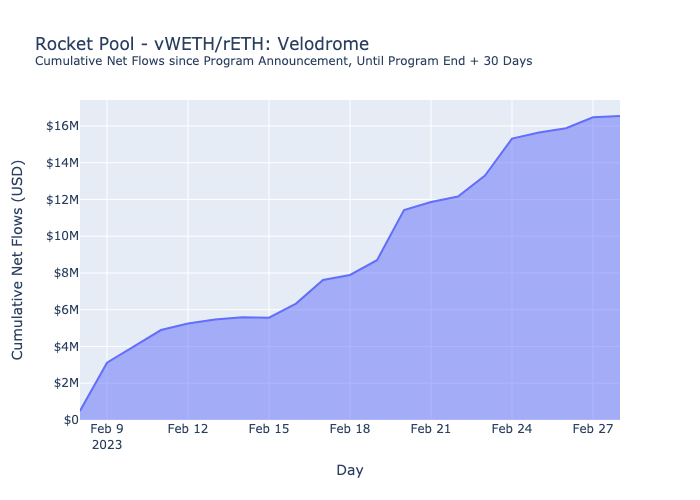 Rocket Pool - vWETH/rETH: Velodrome
Cumulative Net Flows since Program Announcement, Until Program End + 30 Days
Cumulative Net Flows (USD)
$16M
$14M
$12M
$10M
$8M
$6M
$4M
$2M
$0
Feb 9 Feb 12 Feb 15 Feb 18 Feb 21 Feb 24 Feb 27
2023
Day